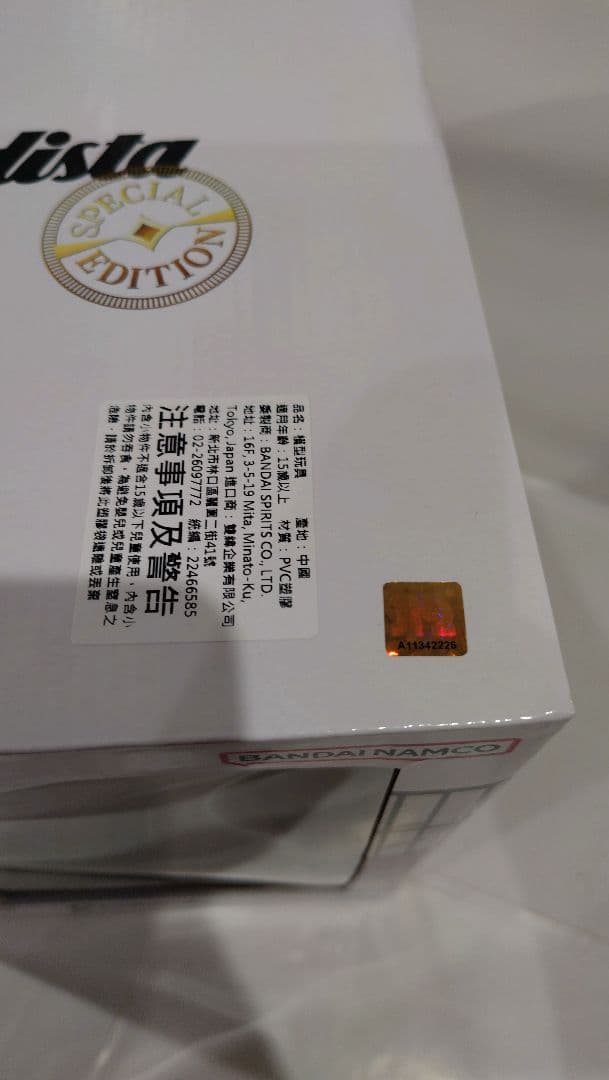 lista
SPECIAL
EDITION
品名：模型玩具 產地：中國
適用年齡：15歲以上 材質：PVC塑膠
委製商：BANDAI SPIRITS CO., LTD.
地址：16F, 3-5-19 Mita, Minato-Ku,
Tokyo, Japan 進口商：雙緯企業有限公司
地址：新北市林口區麗園二街41號
電話：02-26097772 統編：22466585
注意事項及警告
內含小物件不適合15歲以下兒童使用，內含小
物件請勿吞食，為避免嬰兒或兒童產生窒息之
危險，請於拆卸後將此塑膠袋遠離或丟棄
A11342226
BANDAI NAMCO